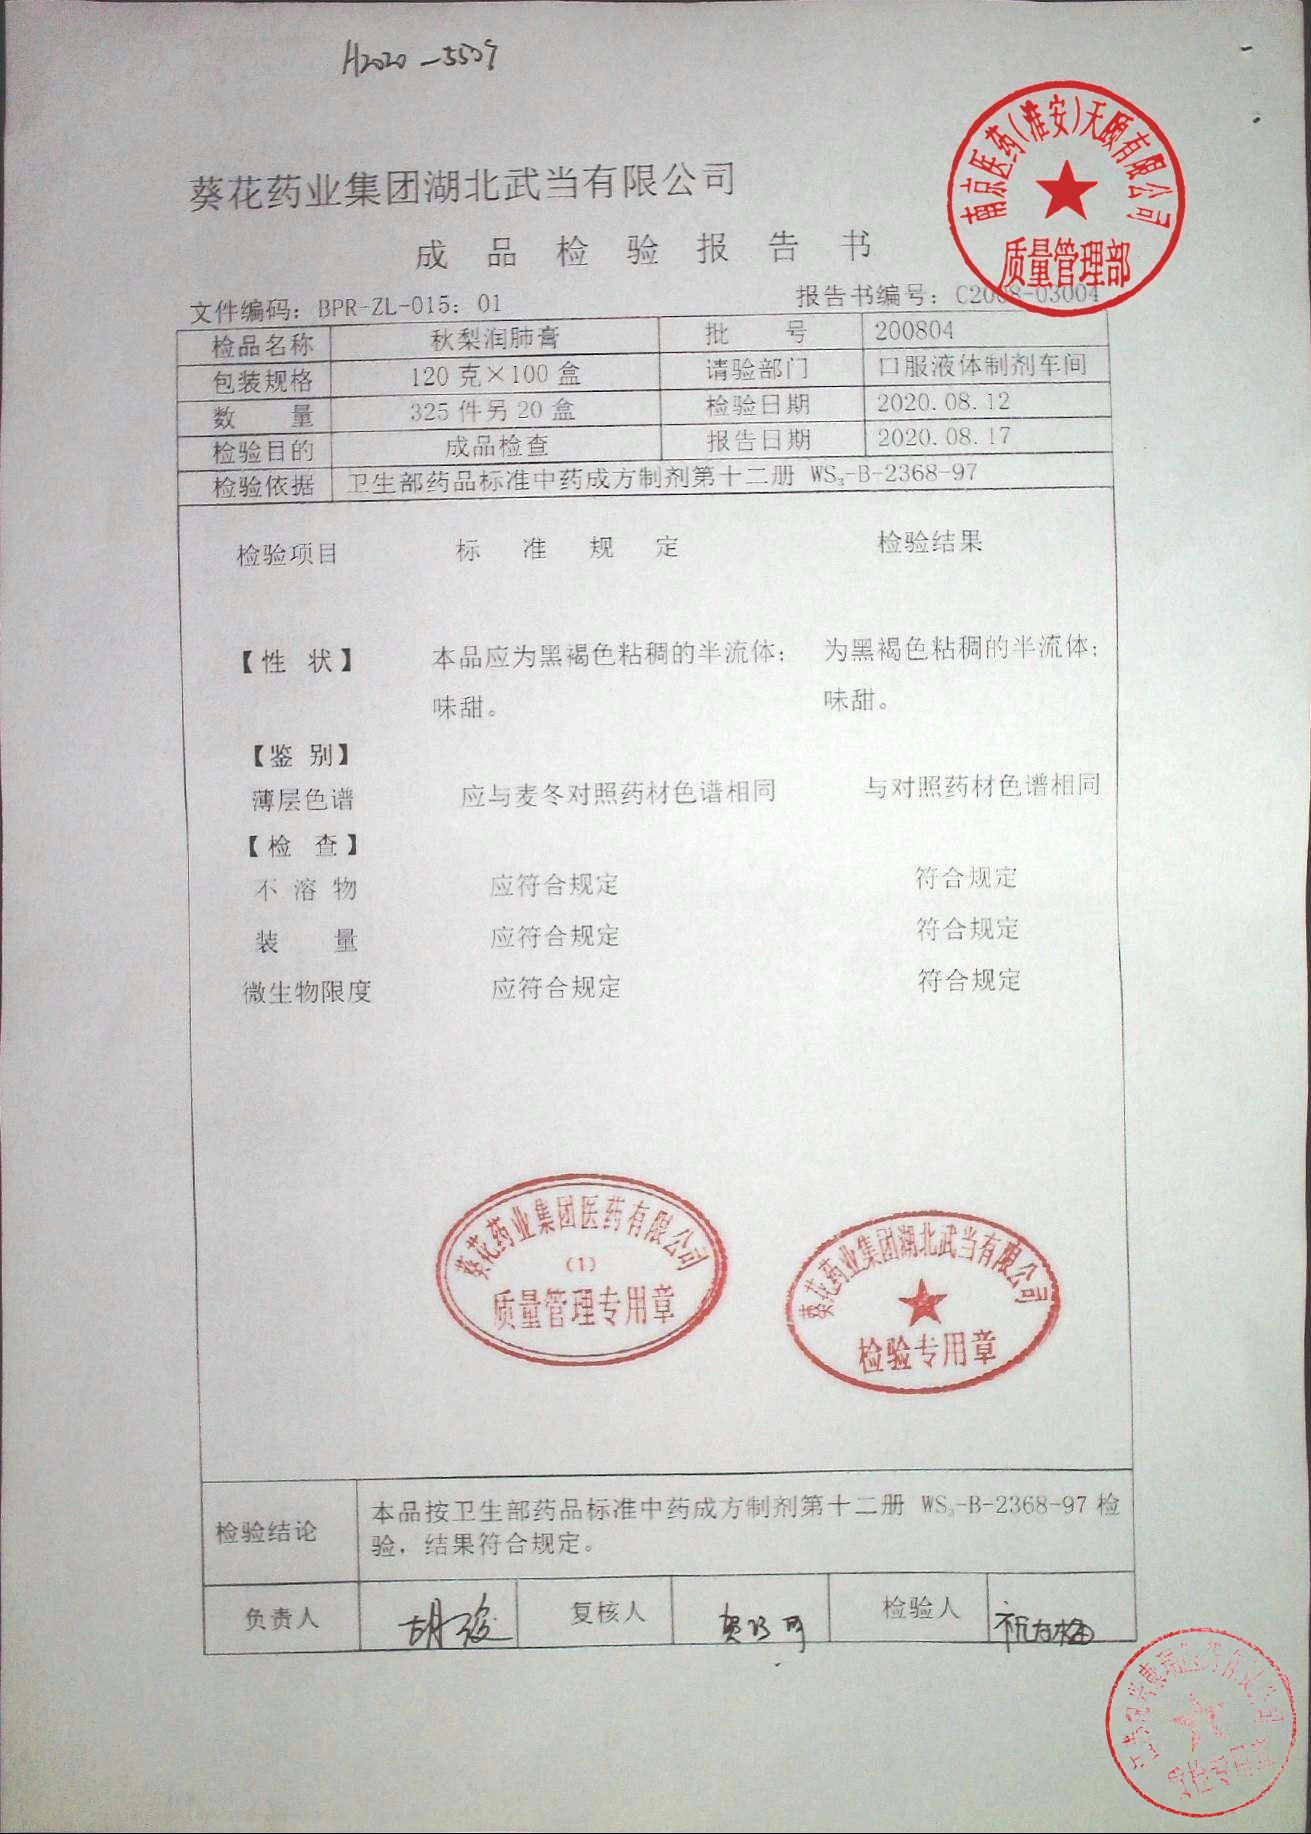 H2020-5509
葵花药业集团湖北武当有限公司
成 品 检 验 报 告 书
南京医药(淮安)天颐有限公司
质量管理部
文件编码：BPR-ZL-015：01 报告书编号：C2008-03004
检品名称 秋梨润肺膏 批 号 200804
包装规格 120克×100盒 请验部门 口服液体制剂车间
数 量 325件另20盒 检验日期 2020.08.12
检验目的 成品检查 报告日期 2020.08.17
检验依据 卫生部药品标准中药成方制剂第十二册 WS₃-B-2368-97
检验项目 标 准 规 定 检验结果
【性 状】 本品应为黑褐色粘稠的半流体； 为黑褐色粘稠的半流体；
味甜。 味甜。
【鉴 别】
薄层色谱 应与麦冬对照药材色谱相同 与对照药材色谱相同
【检 查】
不 溶 物 应符合规定 符合规定
装 量 应符合规定 符合规定
微生物限度 应符合规定 符合规定
葵花药业集团医药有限公司
(1)
质量管理专用章
葵花药业集团湖北武当有限公司
检验专用章
检验结论 本品按卫生部药品标准中药成方制剂第十二册 WS₃-B-2368-97 检
验，结果符合规定。
负责人 胡俊 复核人 检验人
质检专用章